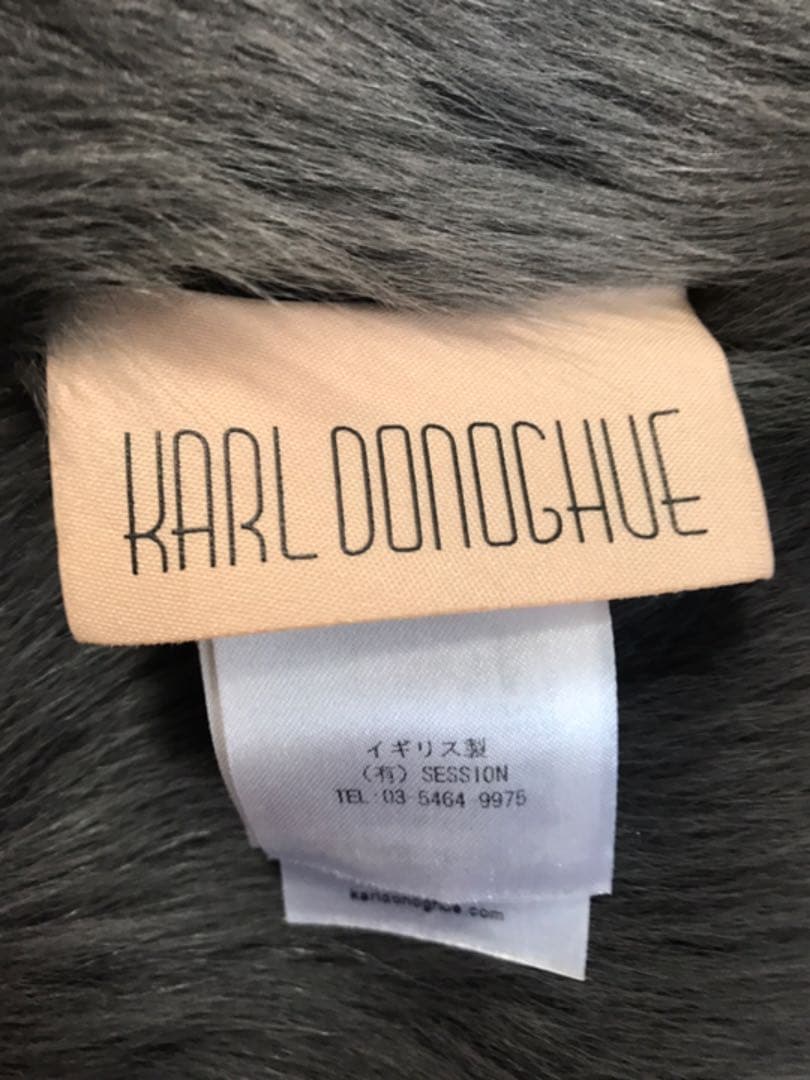 KARL DONOGHUE
イギリス製
（有）SESSION
TEL:03-5464-9975
karldonoghue.com